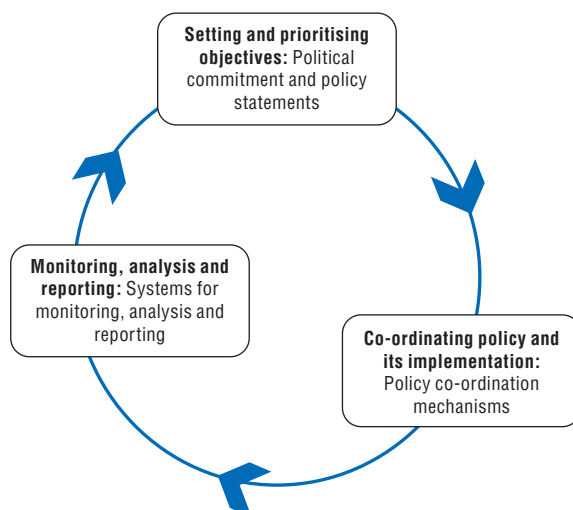 Setting and prioritising
objectives: Political
commitment and policy
statements
Monitoring, analysis and
reporting: Systems for
monitoring, analysis and
reporting
Co-ordinating policy and
its implementation:
Policy co-ordination
mechanisms